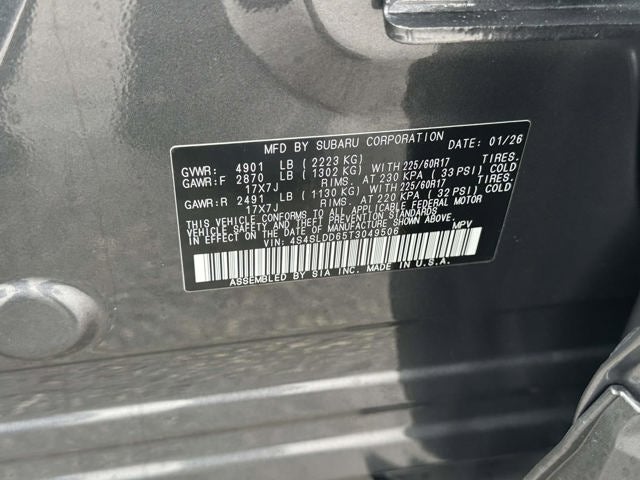 MFD BY SUBARU CORPORATION DATE: 01/26
GVWR: 4901 LB ( 2223 KG) TIRES.
GAWR:F 2870 LB ( 1302 KG) WITH 225/60R17 TIRES.
17X7J RIMS. AT 230 KPA ( 33 PSI) COLD
GAWR:R 2491 LB ( 1130 KG) WITH 225/60R17 TIRES.
17X7J RIMS. AT 220 KPA ( 32 PSI) COLD
THIS VEHICLE CONFORMS TO ALL APPLICABLE FEDERAL MOTOR
VEHICLE SAFETY STANDARDS IN EFFECT ON
THE DATE OF MANUFACTURE SHOWN ABOVE.
VIN: 4S4SLDD65T3049506 MPV
ASSEMBLED BY SIA INC. MADE IN U.S.A.